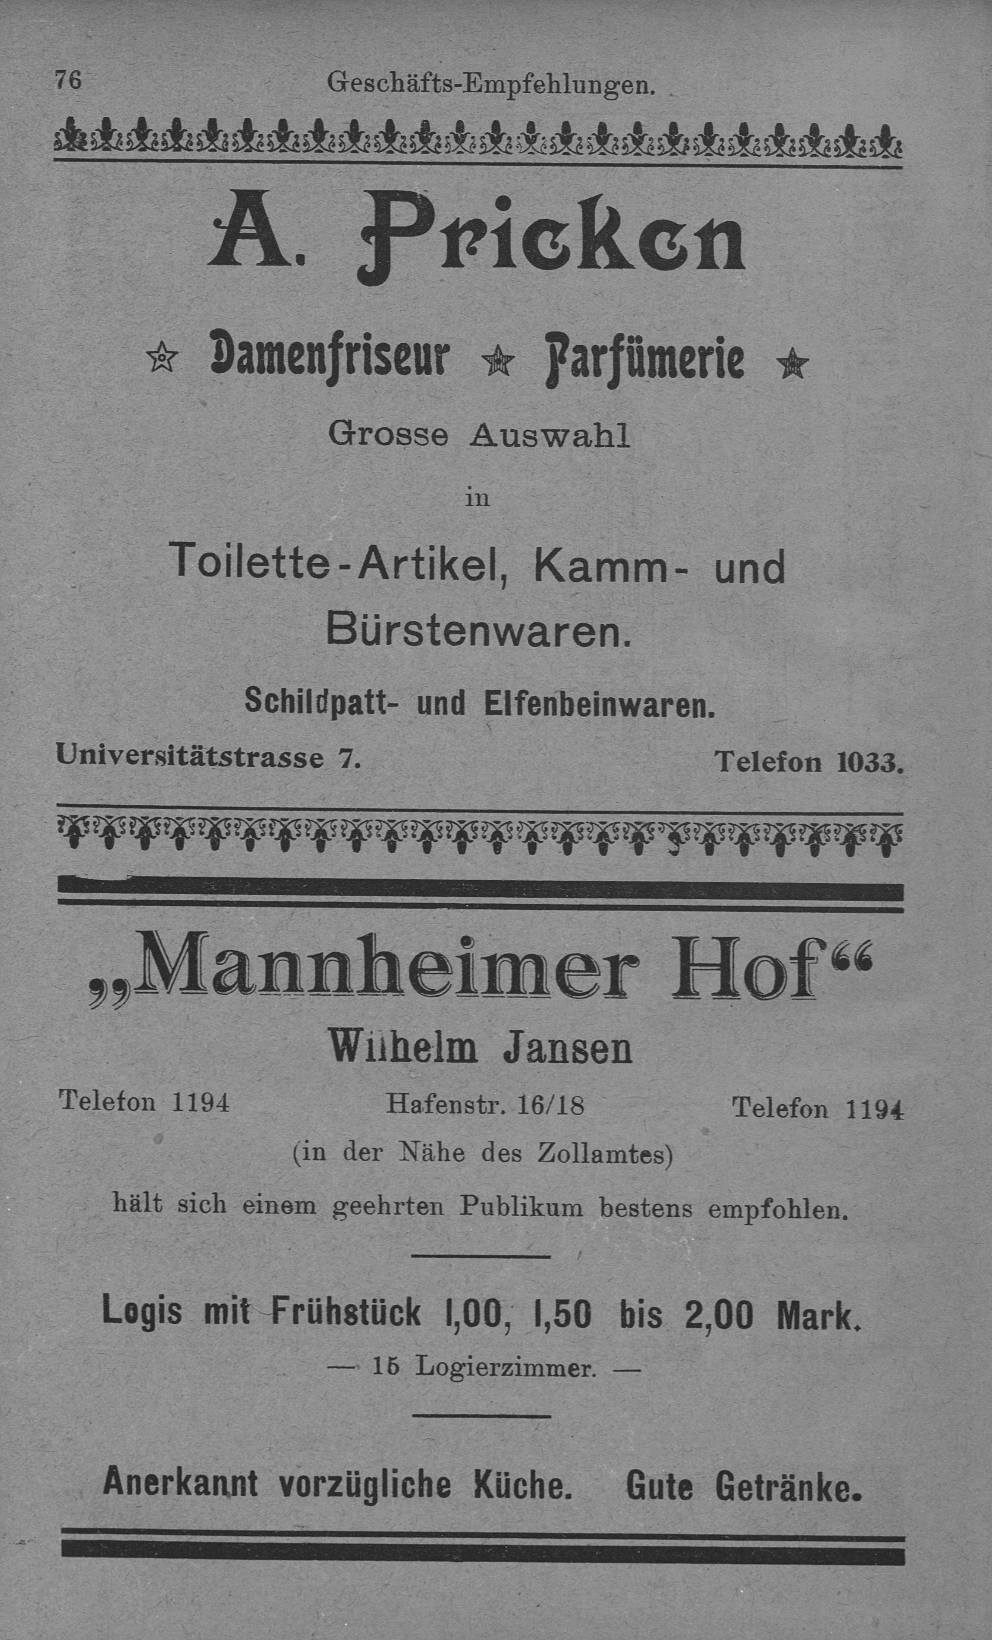 76
Geschäfts-Empfehlungen.
A. Pricken
Damenfriseur Parfümerie
Grosse Auswahl
in
Toilette-Artikel, Kamm- und
Bürstenwaren.
Schildpatt- und Elfenbeinwaren.
Universitätstrasse 7. Telefon 1033.
„Mannheimer Hof“
Wilhelm Jansen
Telefon 1194 Hafenstr. 16/18 Telefon 1194
(in der Nähe des Zollamtes)
hält sich einem geehrten Publikum bestens empfohlen.
Logis mit Frühstück 1,00, 1,50 bis 2,00 Mark.
— 15 Logierzimmer. —
Anerkannt vorzügliche Küche. Gute Getränke.